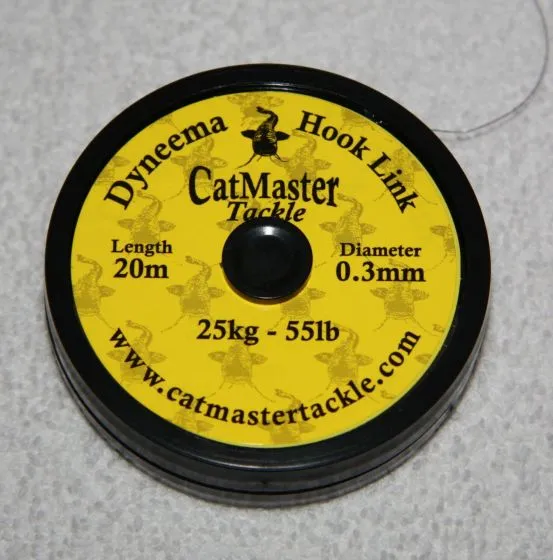 Dyneema Hook Link
CatMaster
Tackle
Length
20m
Diameter
0.3mm
25kg - 55lb
www.catmastertackle.com